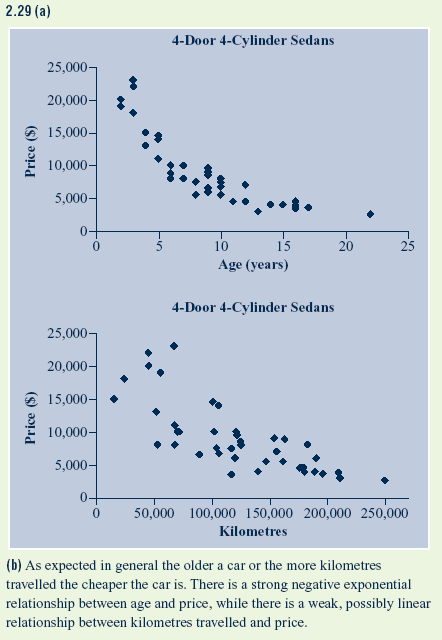 2.29 (a)
4-Door 4-Cylinder Sedans
25,000
20,000
15,000
10,000
5,000
0
Price ($)
0 5 10 15 20 25
Age (years)
4-Door 4-Cylinder Sedans
25,000
20,000
15,000
10,000
5,000
0
Price ($)
0 50,000 100,000 150,000 200,000 250,000
Kilometres
(b) As expected in general the older a car or the more kilometres
travelled the cheaper the car is. There is a strong negative exponential
relationship between age and price, while there is a weak, possibly linear
relationship between kilometres travelled and price.